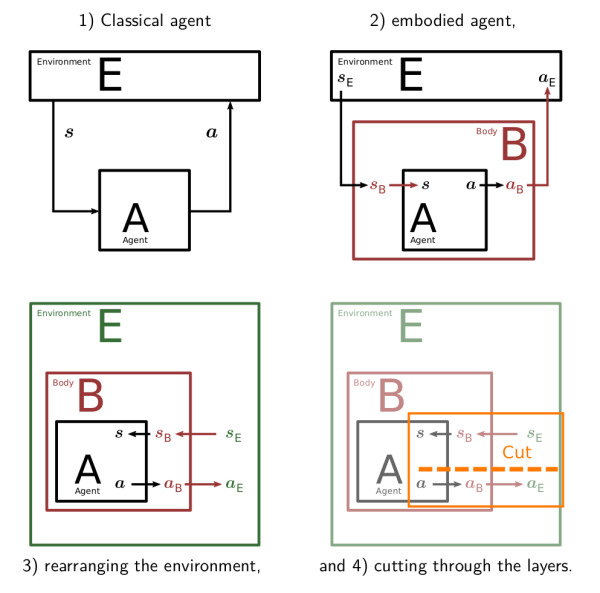 1) Classical agent
2) embodied agent,
Environment E
s
a
A
Agent
Environment E
s_E
a_E
Body B
s_B s a a_B
A
Agent
Environment E
Body B
s s_B s_E
A
Agent a a_B a_E
Environment E
Body B
s s_B s_E
Cut
A
Agent a a_B a_E
3) rearranging the environment,
and 4) cutting through the layers.